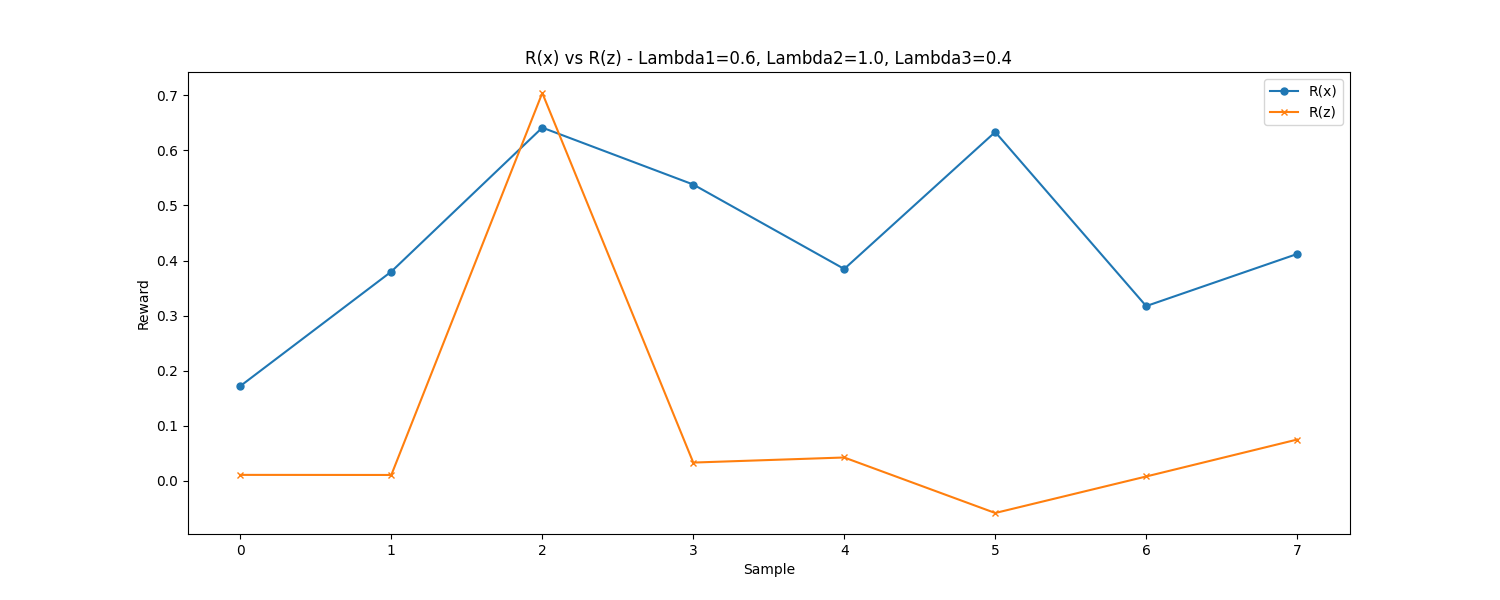 R(x) vs R(z) - Lambda1=0.6, Lambda2=1.0, Lambda3=0.4
R(x)
R(z)
0.7
0.6
0.5
0.4
0.3
0.2
0.1
0.0
Reward
0 1 2 3 4 5 6 7
Sample